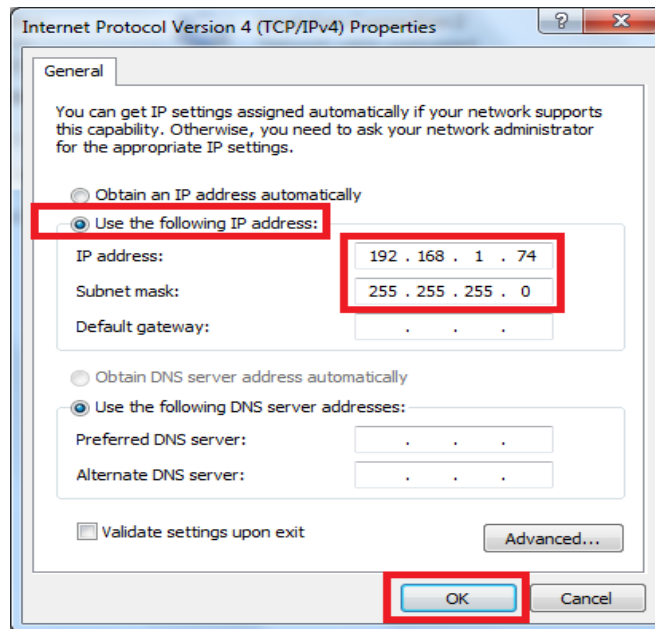 Internet Protocol Version 4 (TCP/IPv4) Properties
General
You can get IP settings assigned automatically if your network supports
this capability. Otherwise, you need to ask your network administrator
for the appropriate IP settings.
Obtain an IP address automatically
Use the following IP address:
IP address: 192 . 168 . 1 . 74
Subnet mask: 255 . 255 . 255 . 0
Default gateway: . . .
Obtain DNS server address automatically
Use the following DNS server addresses:
Preferred DNS server: . . .
Alternate DNS server: . . .
Validate settings upon exit
Advanced...
OK Cancel